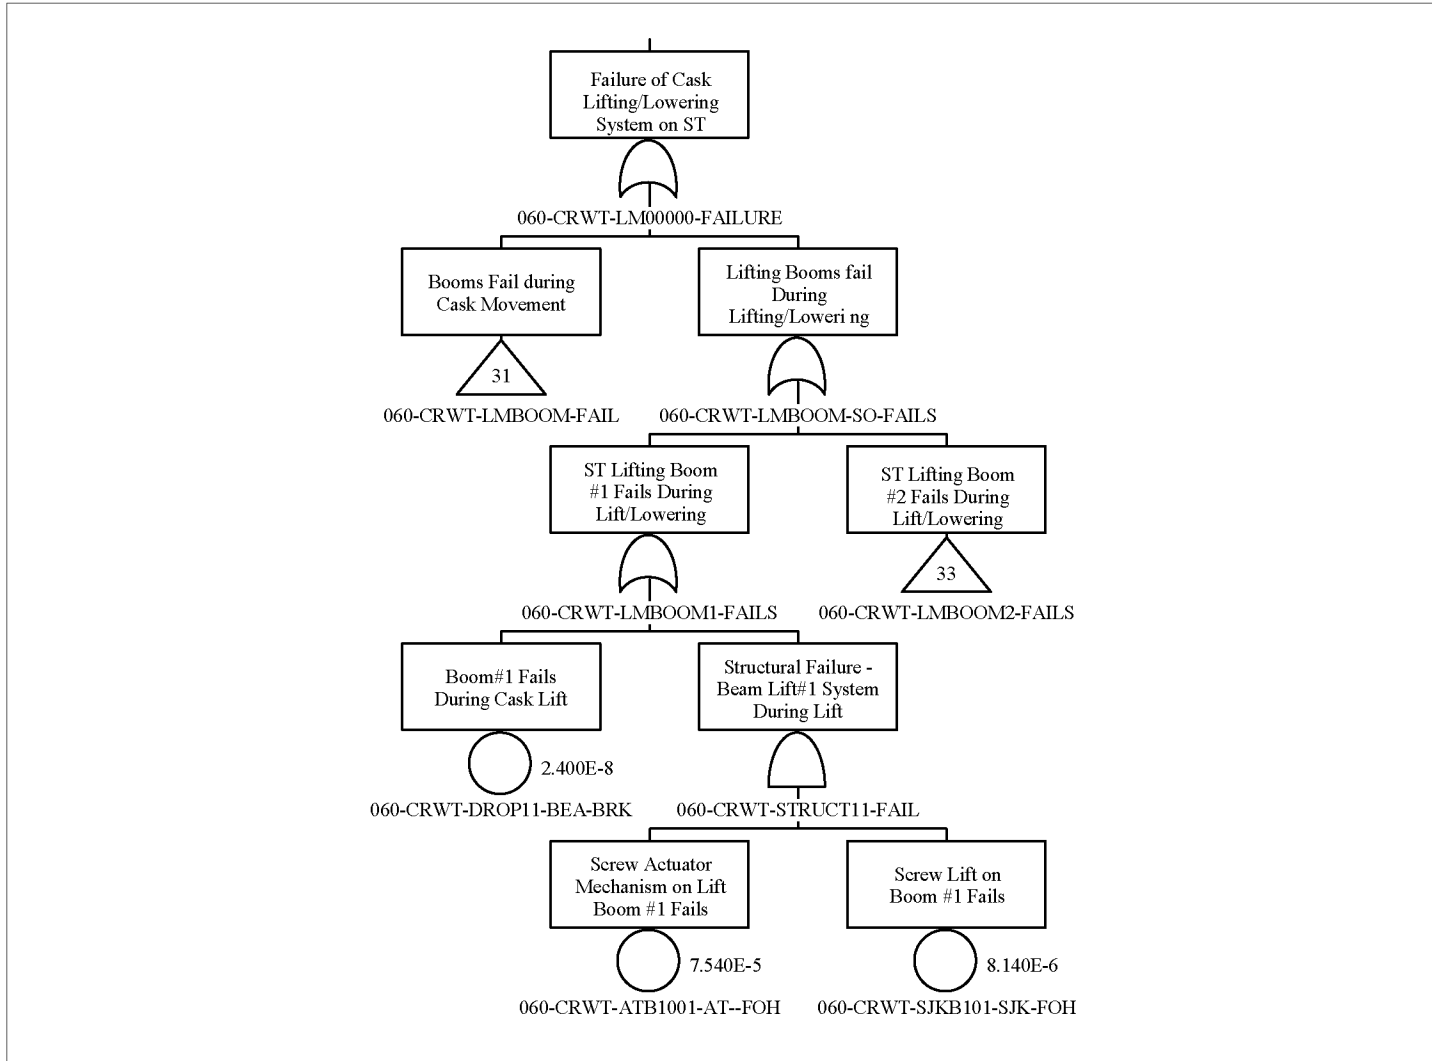 Failure of Cask
Lifting/Lowering
System on ST
060-CRWT-LM00000-FAILURE
Booms Fail during
Cask Movement
31
060-CRWT-LMBOOM-FAIL
Lifting Booms fail
During
Lifting/Loweri ng
060-CRWT-LMBOOM-SO-FAILS
ST Lifting Boom
#1 Fails During
Lift/Lowering
060-CRWT-LMBOOM1-FAILS
ST Lifting Boom
#2 Fails During
Lift/Lowering
33
060-CRWT-LMBOOM2-FAILS
Boom#1 Fails
During Cask Lift
2.400E-8
060-CRWT-DROP11-BEA-BRK
Structural Failure -
Beam Lift#1 System
During Lift
060-CRWT-STRUCT11-FAIL
Screw Actuator
Mechanism on Lift
Boom #1 Fails
7.540E-5
060-CRWT-ATB1001-AT--FOH
Screw Lift on
Boom #1 Fails
8.140E-6
060-CRWT-SJKB101-SJK-FOH